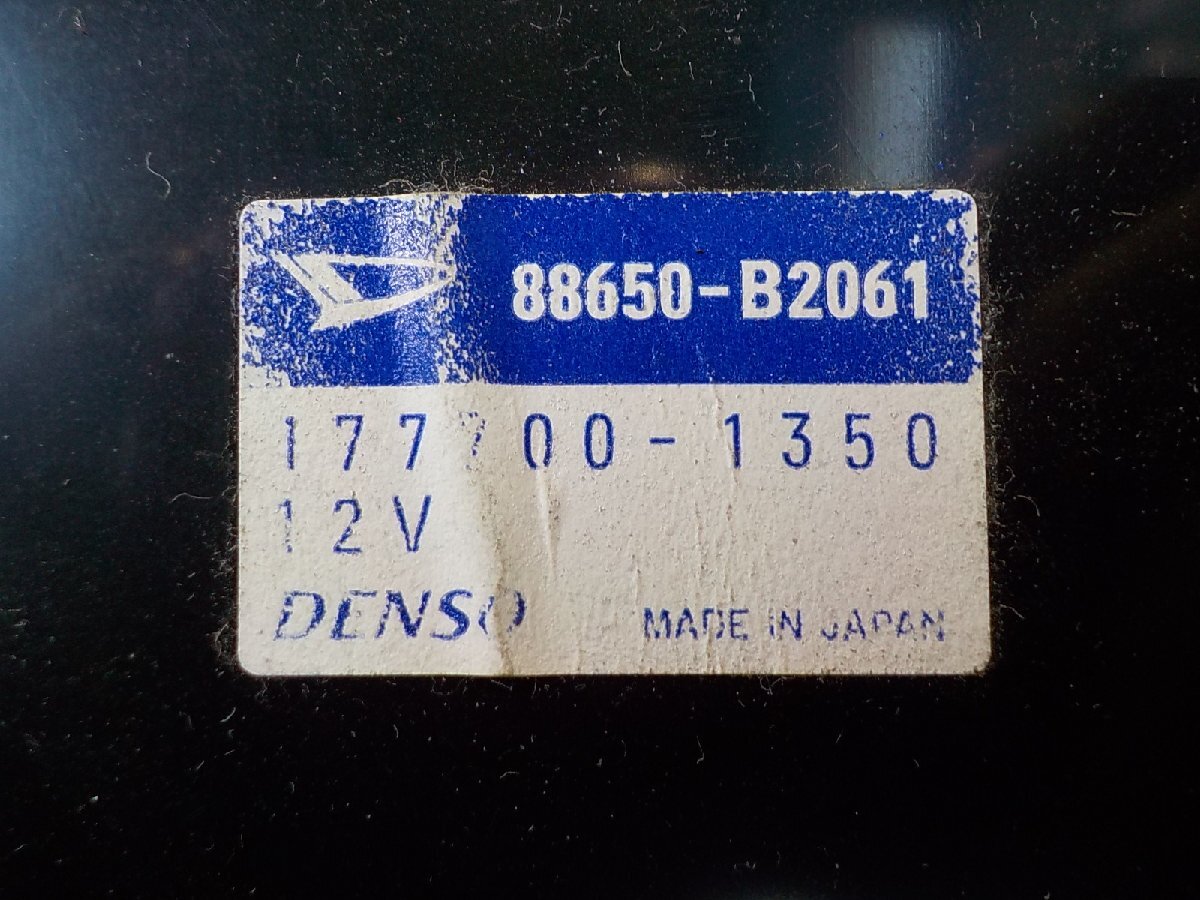 88650-B2061
177700-1350
12V
DENSO
MADE IN JAPAN